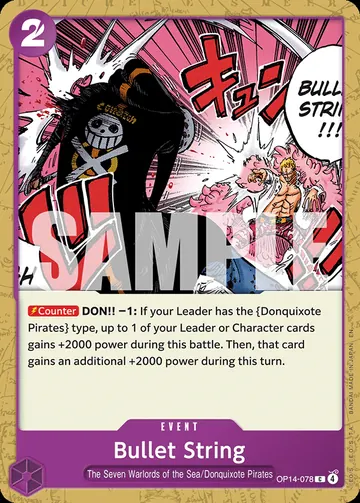 2
キュン
BULL
STRI
!!!
SAMPLE
Counter DON!! −1: If your Leader has the {Donquixote
Pirates} type, up to 1 of your Leader or Character cards
gains +2000 power during this battle. Then, that card
gains an additional +2000 power during this turn.
EVENT
Bullet String
The Seven Warlords of the Sea/Donquixote Pirates
OP14-078 C 4